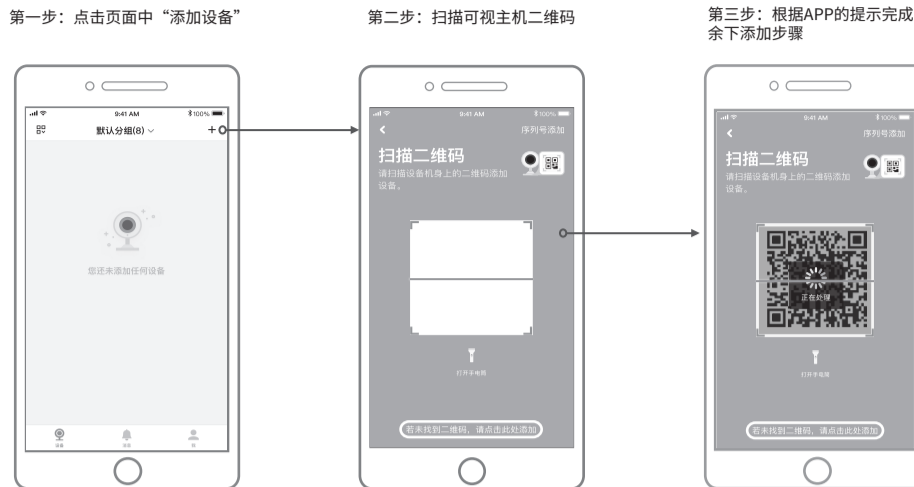 第一步：点击页面中“添加设备”
第二步：扫描可视主机二维码
第三步：根据APP的提示完成
余下添加步骤
9:41 AM
100%
默认分组(8)
+
您还未添加任何设备
设备
消息
我
9:41 AM
100%
序列号添加
扫描二维码
请扫描设备机身上的二维码添加
设备。
打开手电筒
若未找到二维码，请点击此处添加
9:41 AM
100%
序列号添加
扫描二维码
请扫描设备机身上的二维码添加
设备。
正在处理
打开手电筒
若未找到二维码，请点击此处添加